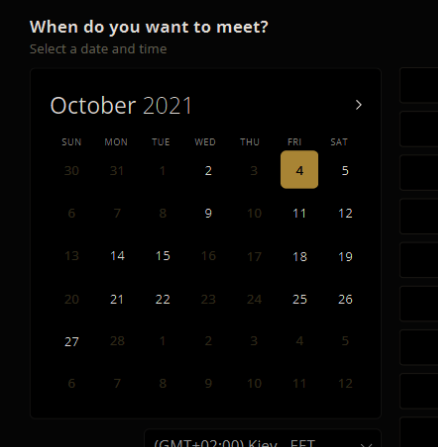 When do you want to meet?
Select a date and time
October 2021
SUN MON TUE WED THU FRI SAT
30 31 1 2 3 4 5
6 7 8 9 10 11 12
13 14 15 16 17 18 19
20 21 22 23 24 25 26
27 28 1 2 3 4 5
6 7 8 9 10 11 12
(GMT+02:00) Kiev EET